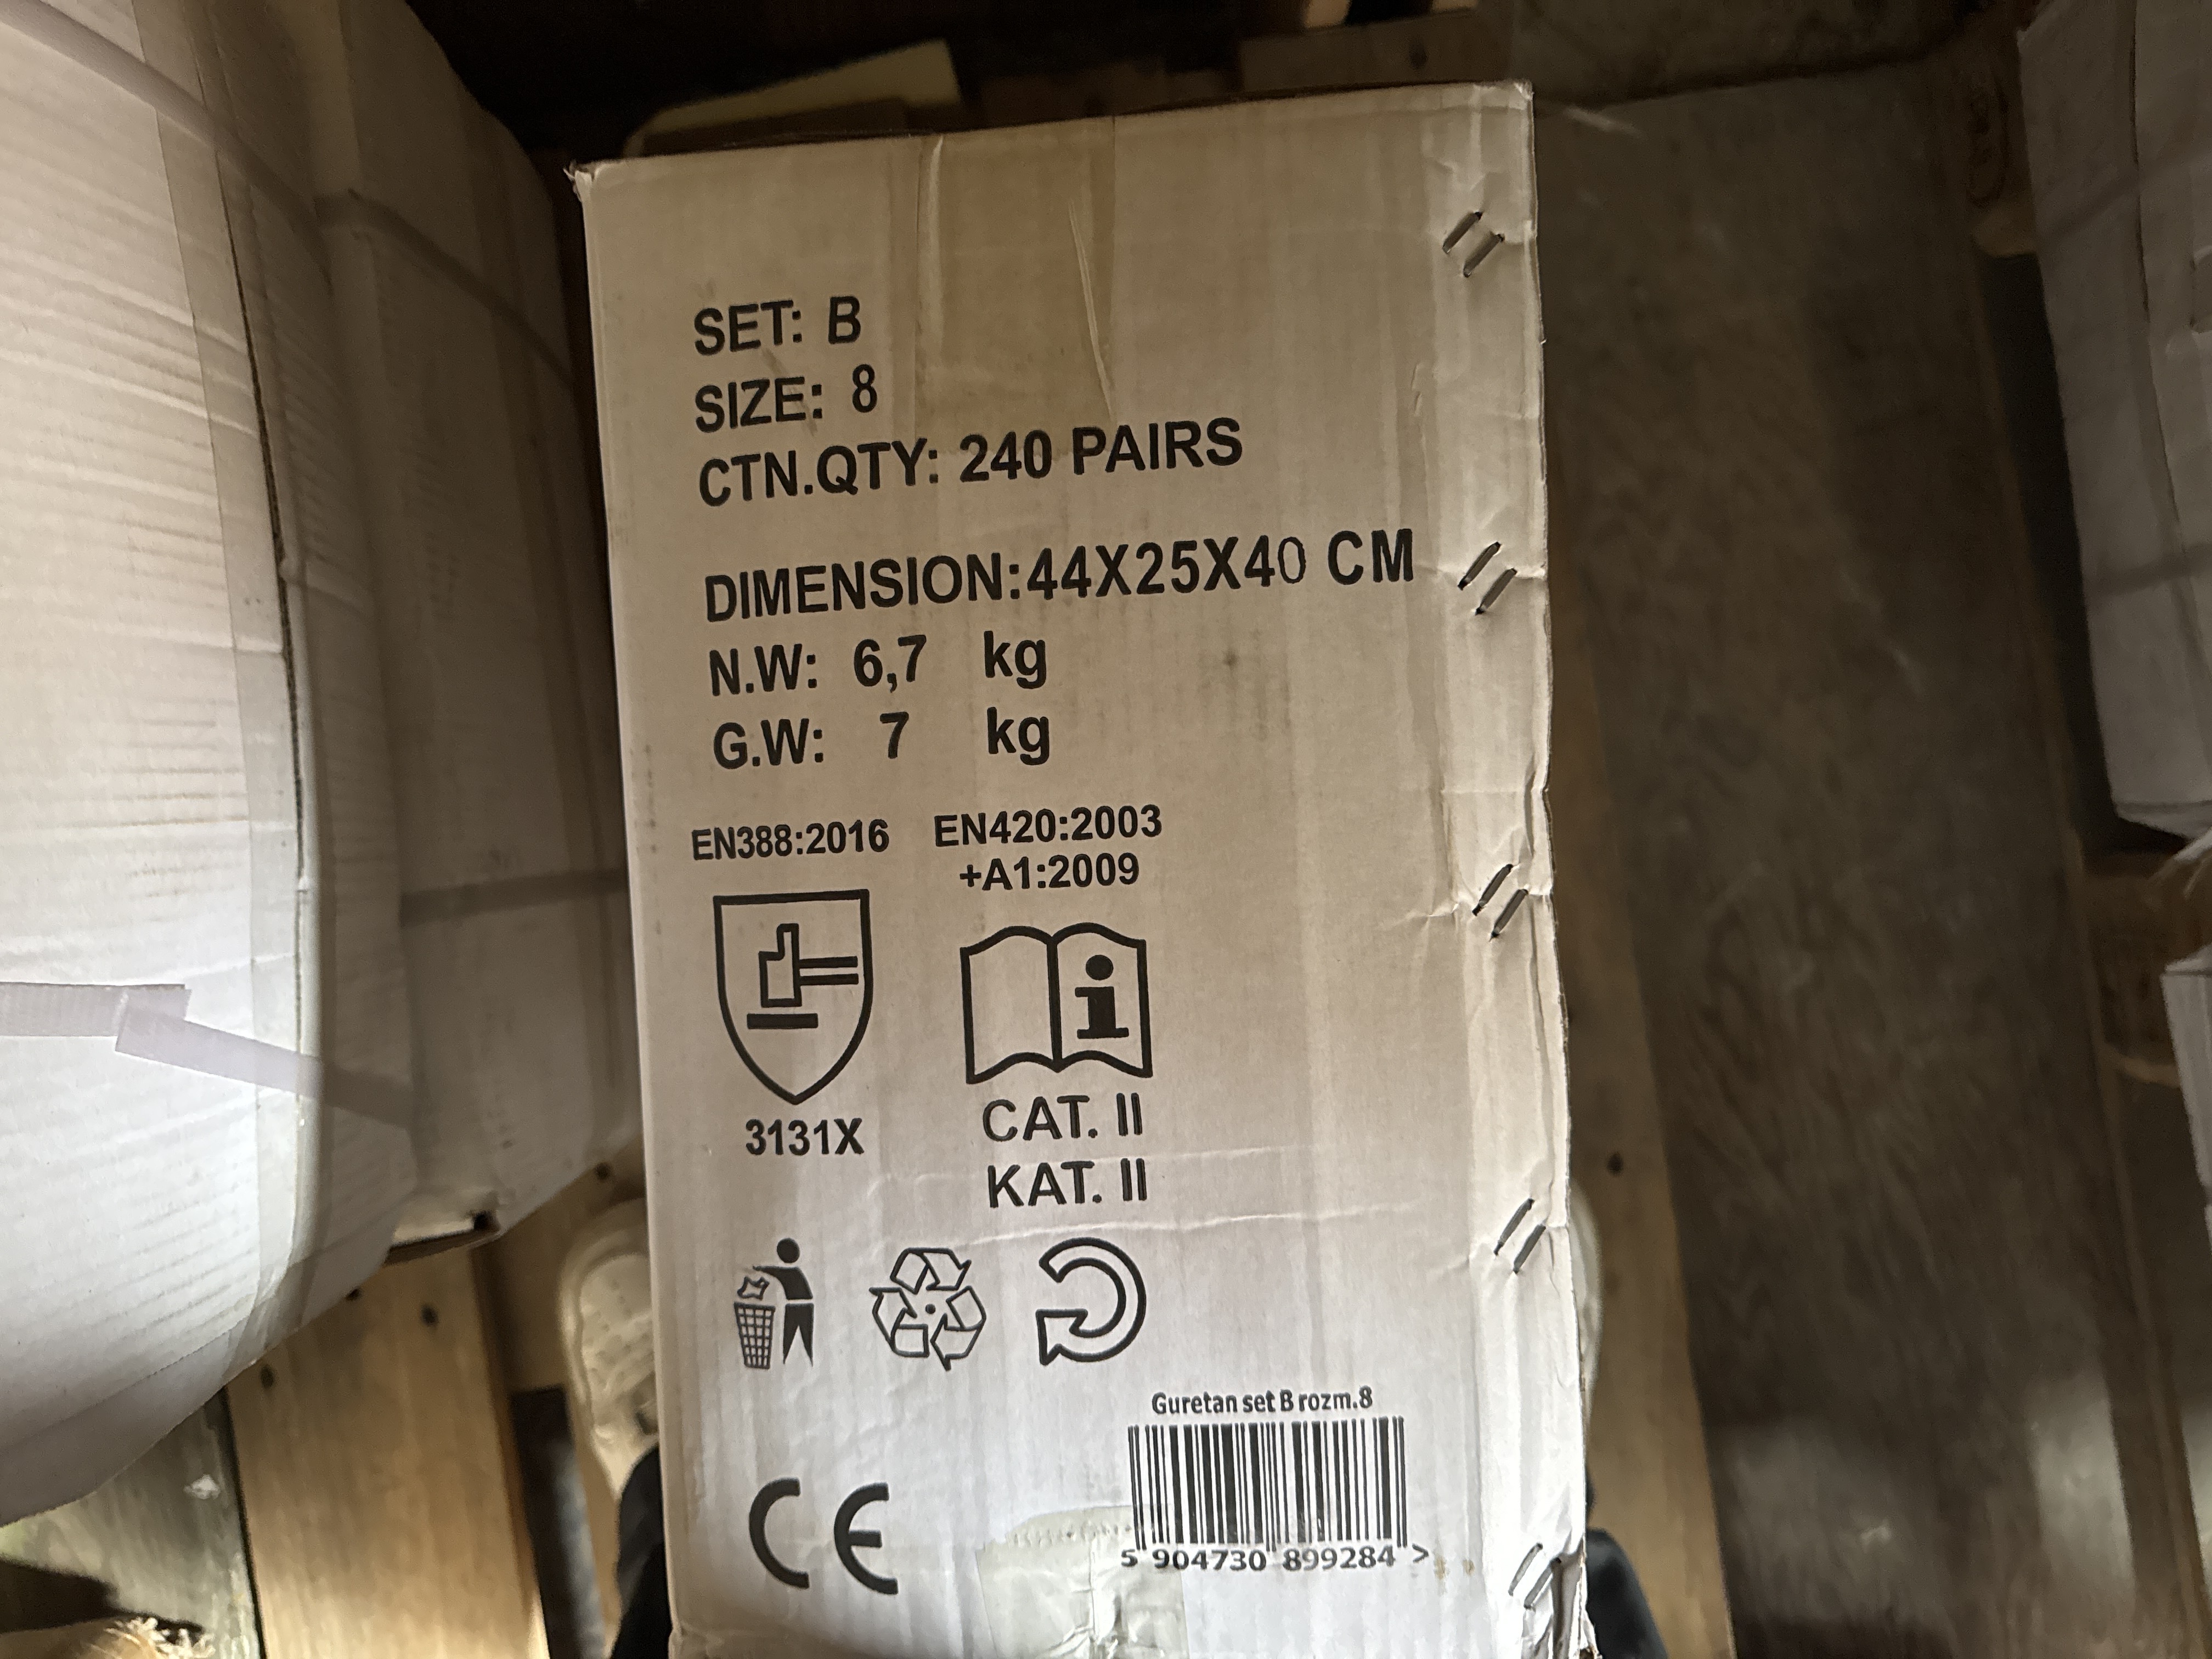 SET: B
SIZE: 8
CTN.QTY: 240 PAIRS
DIMENSION:44X25X40 CM
N.W: 6,7 kg
G.W: 7 kg
EN388:2016
EN420:2003
+A1:2009
3131X
CAT. II
KAT. II
Guretan set B rozm.8
CE
5 904730 899284 >